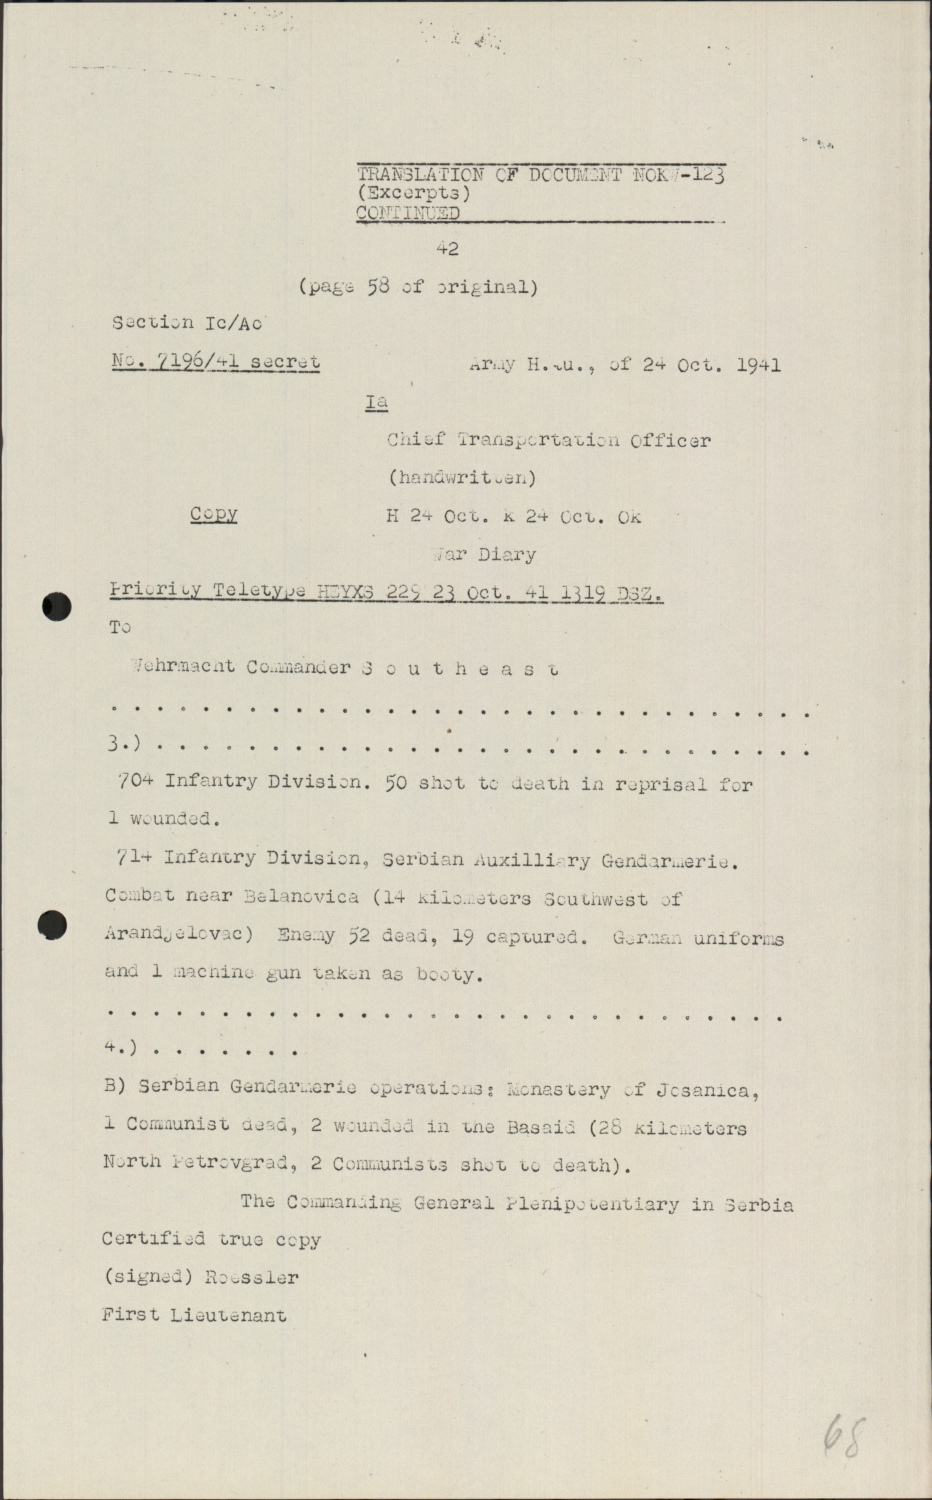 TRANSLATION OF DOCUMENT NOKW-123
(Excerpts)
CONTINUED
42
(page 58 of original)
Section Ic/Ao
No. 7196/41 secret Army H.Qu., of 24 Oct. 1941
Ia
Chief Transportation Officer
(handwritten)
Copy H 24 Oct. K 24 Oct. Ok
War Diary
Priority Teletype HBYXS 229 23 Oct. 41 1319 DSZ.
To
Wehrmacht Commander S o u t h e a s t
. . . . . . . . . . . . . . . . . . . . . . . . . . . . . . .
3.) . . . . . . . . . . . . . . . . . . . . . . . . . . . . .
704 Infantry Division. 50 shot to death in reprisal for
1 wounded.
714 Infantry Division, Serbian Auxilliary Gendarmerie.
Combat near Belanovica (14 kilometers Southwest of
Arandjelovac) Enemy 52 dead, 19 captured. German uniforms
and 1 machine gun taken as booty.
. . . . . . . . . . . . . . . . . . . . . . . . . . . . . .
4.) . . . . . . .
B) Serbian Gendarmerie operations: Monastery of Josanica,
1 Communist dead, 2 wounded in the Basaid (28 kilometers
North Petrovgrad, 2 Communists shot to death).
The Commanding General Plenipotentiary in Serbia
Certified true copy
(signed) Roessler
First Lieutenant
68